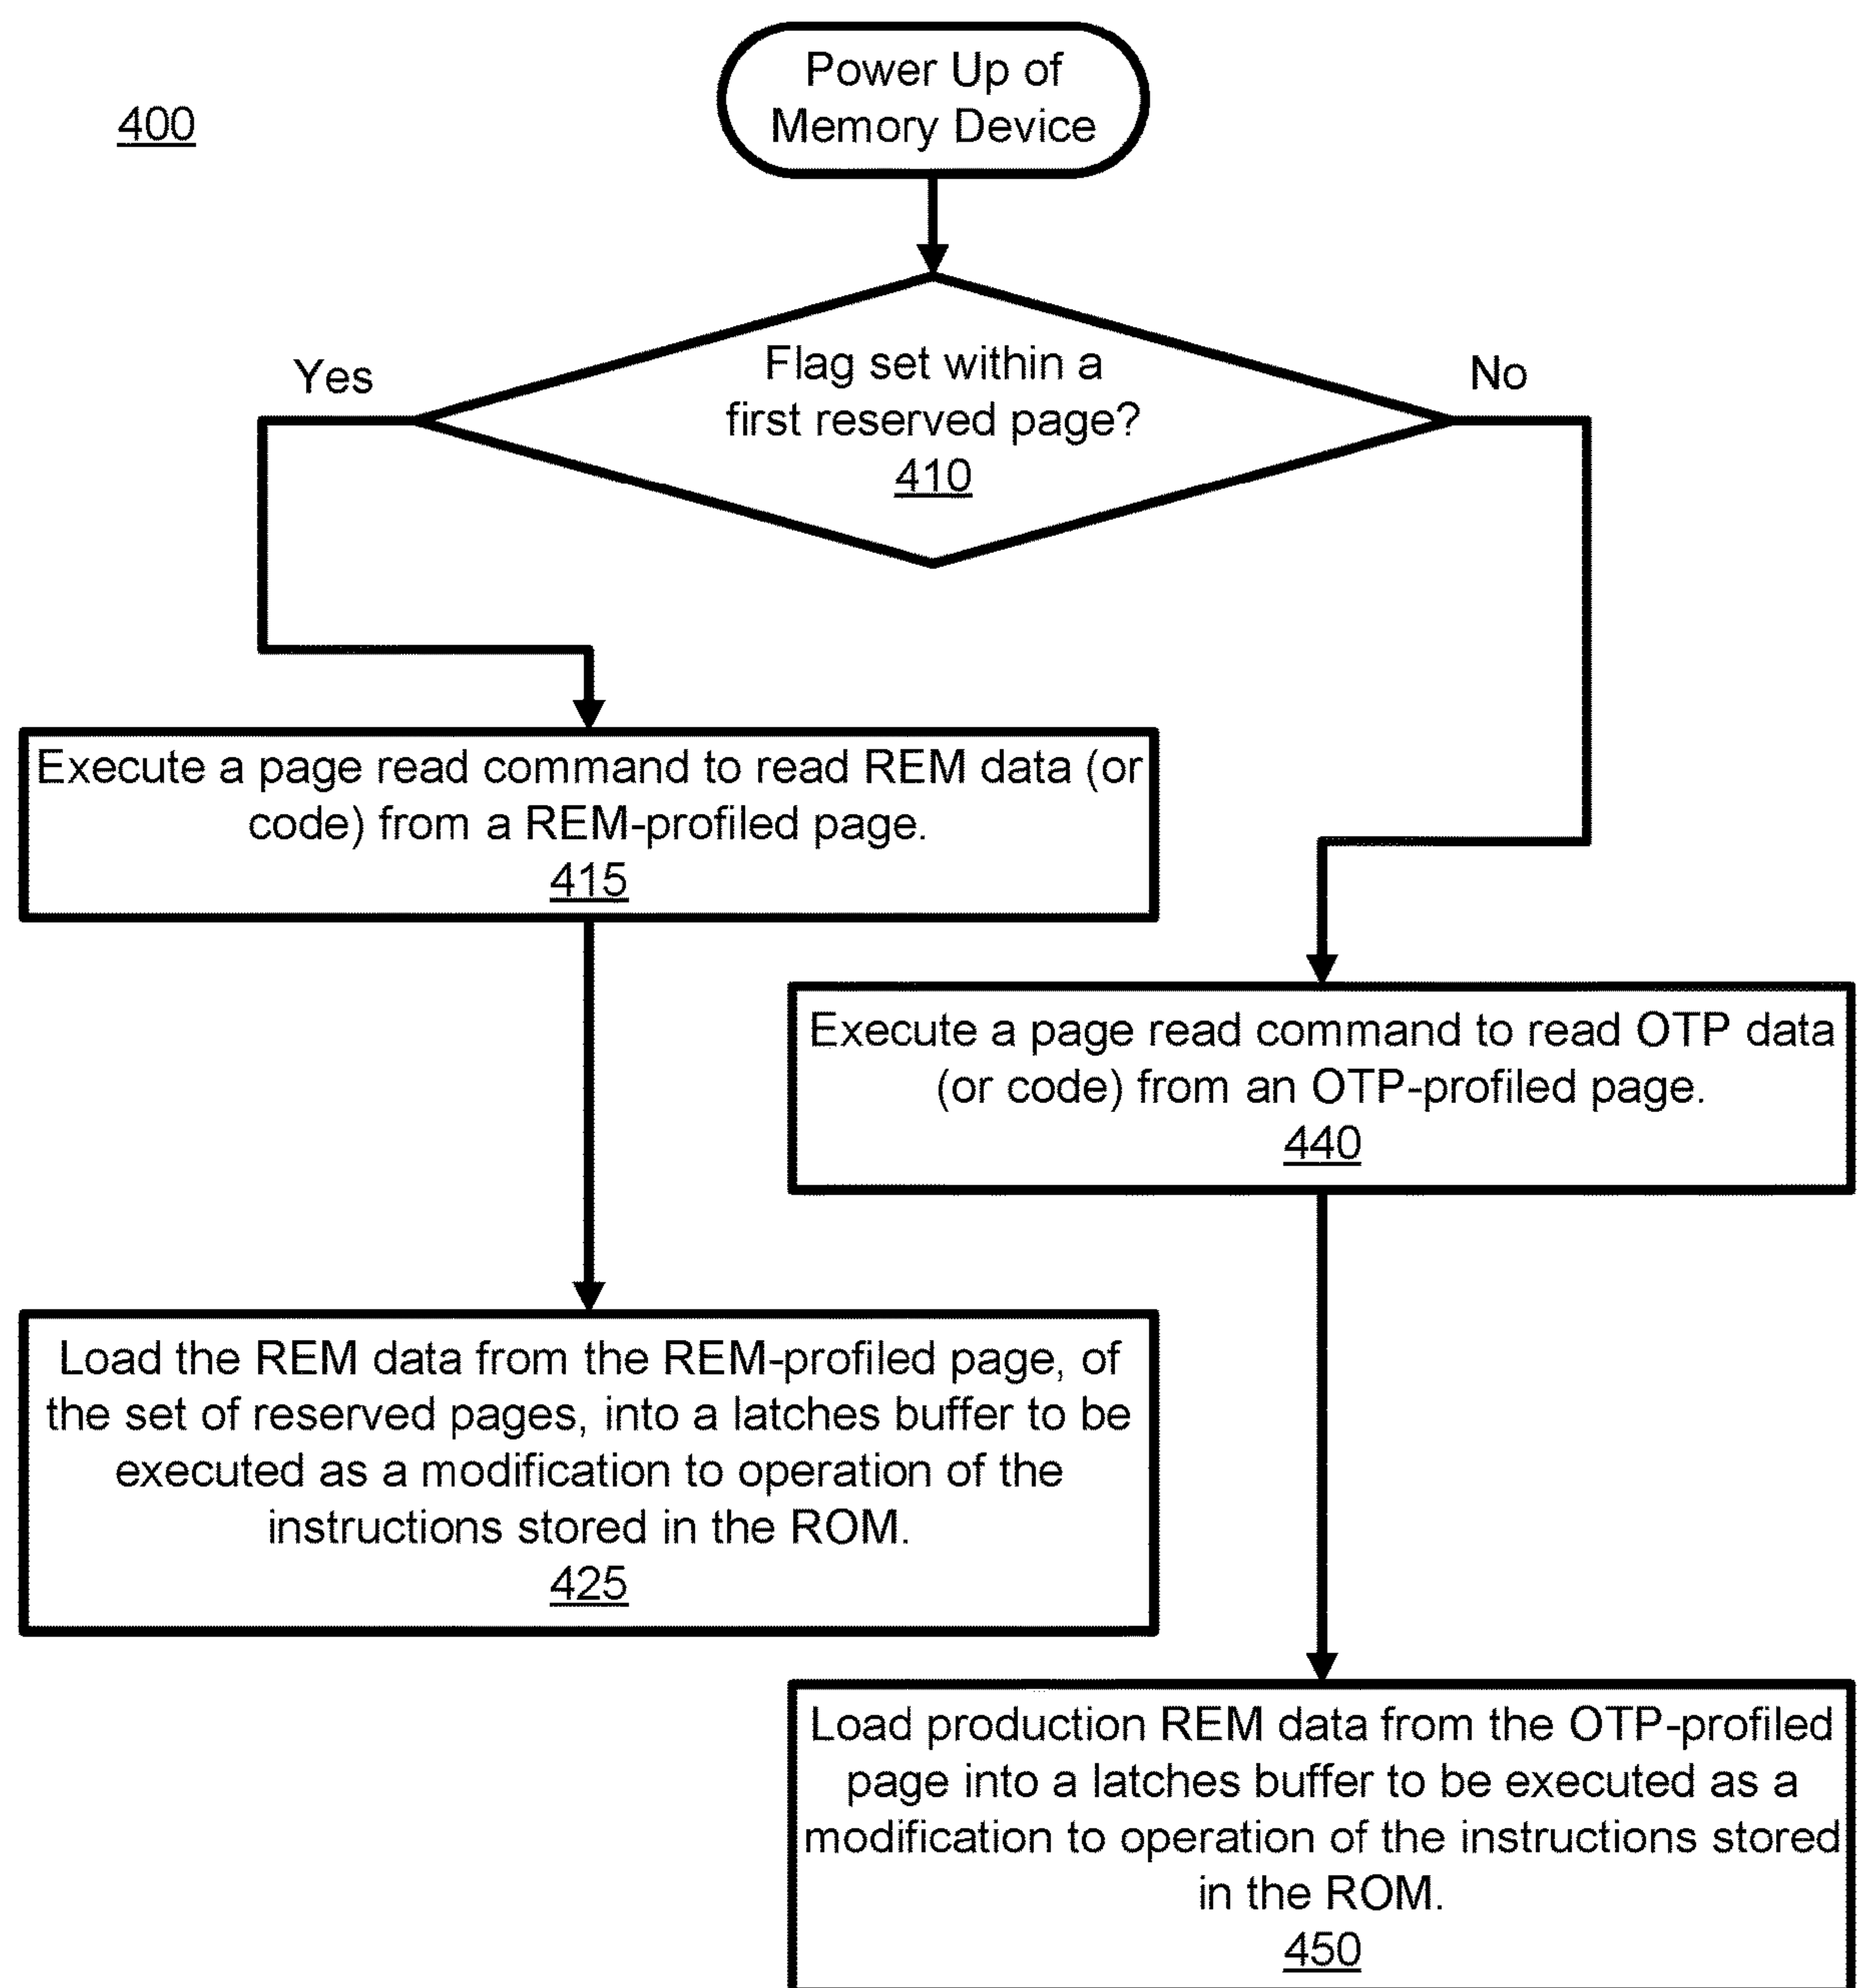 400
Power Up of
Memory Device
Flag set within a
first reserved page?
410
Yes
No
Execute a page read command to read REM data (or
code) from a REM-profiled page.
415
Execute a page read command to read OTP data
(or code) from an OTP-profiled page.
440
Load the REM data from the REM-profiled page, of
the set of reserved pages, into a latches buffer to be
executed as a modification to operation of the
instructions stored in the ROM.
425
Load production REM data from the OTP-profiled
page into a latches buffer to be executed as a
modification to operation of the instructions stored
in the ROM.
450